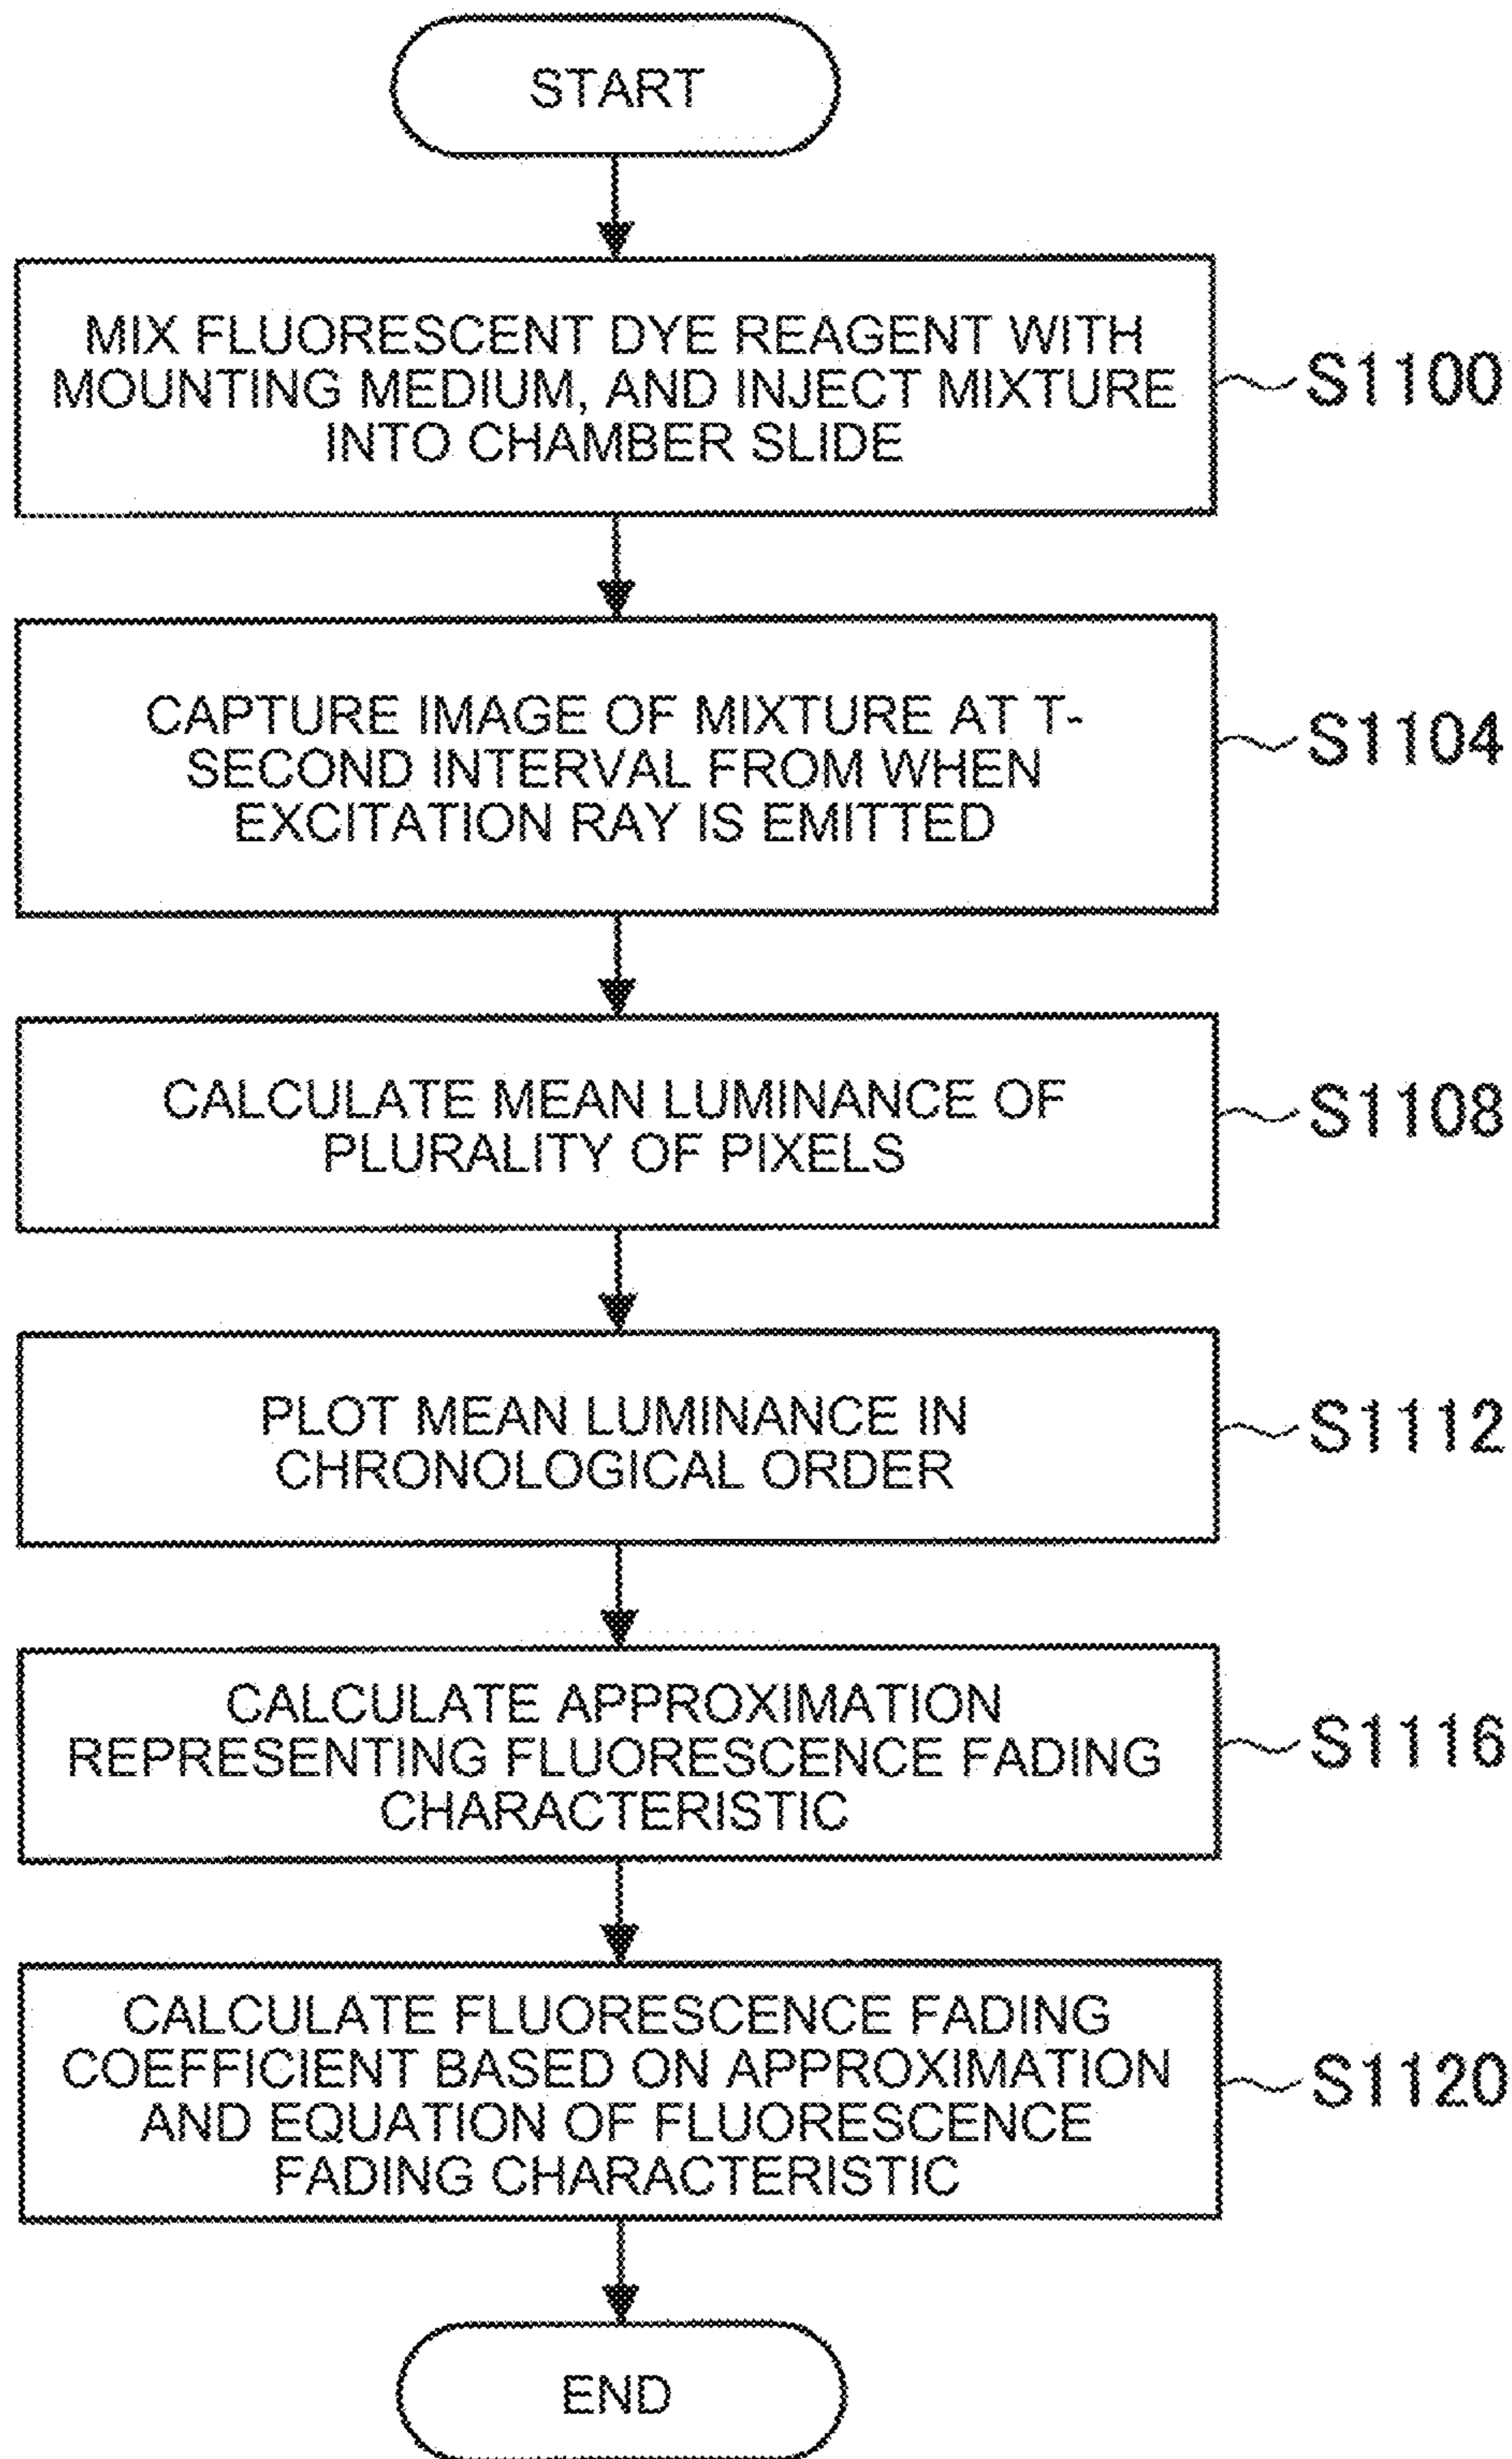 START
MIX FLUORESCENT DYE REAGENT WITH
MOUNTING MEDIUM, AND INJECT MIXTURE
INTO CHAMBER SLIDE
S1100
CAPTURE IMAGE OF MIXTURE AT T-
SECOND INTERVAL FROM WHEN
EXCITATION RAY IS EMITTED
S1104
CALCULATE MEAN LUMINANCE OF
PLURALITY OF PIXELS
S1108
PLOT MEAN LUMINANCE IN
CHRONOLOGICAL ORDER
S1112
CALCULATE APPROXIMATION
REPRESENTING FLUORESCENCE FADING
CHARACTERISTIC
S1116
CALCULATE FLUORESCENCE FADING
COEFFICIENT BASED ON APPROXIMATION
AND EQUATION OF FLUORESCENCE
FADING CHARACTERISTIC
S1120
END